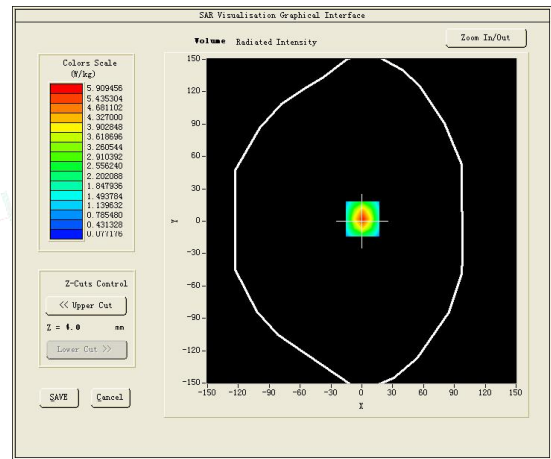 SAR Visualisation Graphical Interface
Volume Radiated Intensity
Zoom In/Out
Colors Scale
(W/kg)
5.909456
5.435304
4.681102
4.327000
3.902848
3.618696
3.260544
2.910392
2.556240
2.202088
1.847936
1.493784
1.139632
0.785480
0.431328
0.077176
150
120
90
60
30
0
-30
-60
-90
-120
-150
Y
-150 -120 -90 -60 -30 0 30 60 90 120 150
X
Z-Cuts Control
<< Upper Cut
Z = 4.0 mm
Lower Cut >>
SAVE Cancel